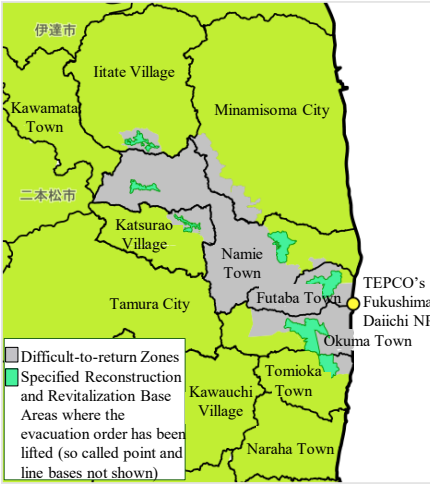 伊達市
Iitate Village
Kawamata
Town
Minamisoma City
二本松市
Katsurao
Village
Namie
Town
TEPCO's
Fukushima
Daiichi NP
Futaba Town
Tamura City
Okuma Town
Difficult-to-return Zones
Specified Reconstruction
and Revitalization Base
Areas where the
evacuation order has been
lifted (so called point and
line bases not shown)
Tomioka
Town
Kawauchi
Village
Naraha Town